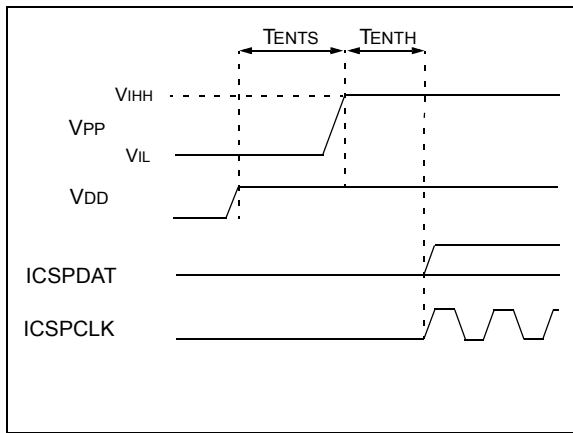 TENTS TENTH
VIHH
VPP
VIL
VDD
ICSPDAT
ICSPCLK